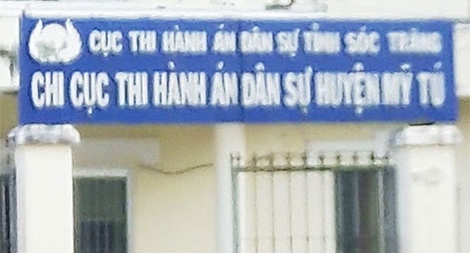 CỤC THI HÀNH ÁN DÂN SỰ TỈNH SÓC TRĂNG
CHI CỤC THI HÀNH ÁN DÂN SỰ HUYỆN MỸ TÚ